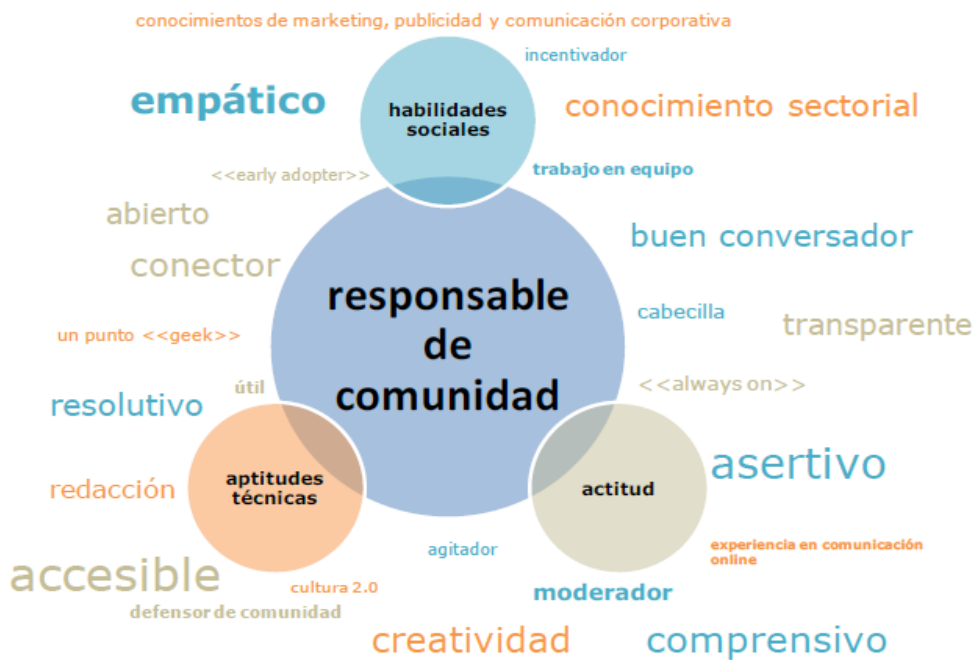 conocimientos de marketing, publicidad y comunicación corporativa
incentivador
empático
habilidades
sociales
conocimiento sectorial
<<early adopter>>
trabajo en equipo
abierto
buen conversador
conector
responsable
de
comunidad
cabecilla
transparente
un punto <<geek>>
útil
<<always on>>
resolutivo
asertivo
redacción
aptitudes
técnicas
actitud
agitador
experiencia en comunicación
online
accesible
cultura 2.0
moderador
defensor de comunidad
creatividad
comprensivo